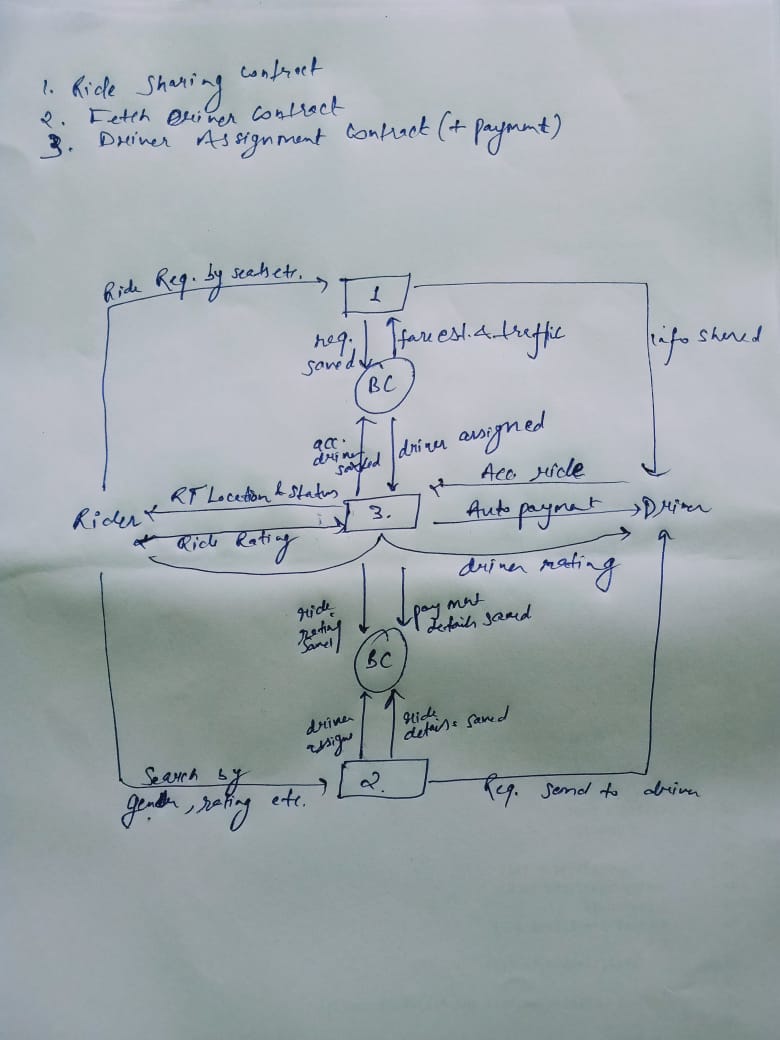 1. Ride Sharing contract
2. Fetch Driver Contract
3. Driver Assignment Contract (+ payment)
Ride Req. by seats etc.
1
req.
saved
fare est. & traffic
info shared
BC
acc.
driver
saved
driver assigned
Acc. ride
RT Location & Status
Rider
3.
Auto payment
Driver
Ride Rating
driver rating
ride
rating
saved
payment
details saved
BC
driver
assign
ride
details saved
Search by
gender, rating etc.
2.
Req. send to driver